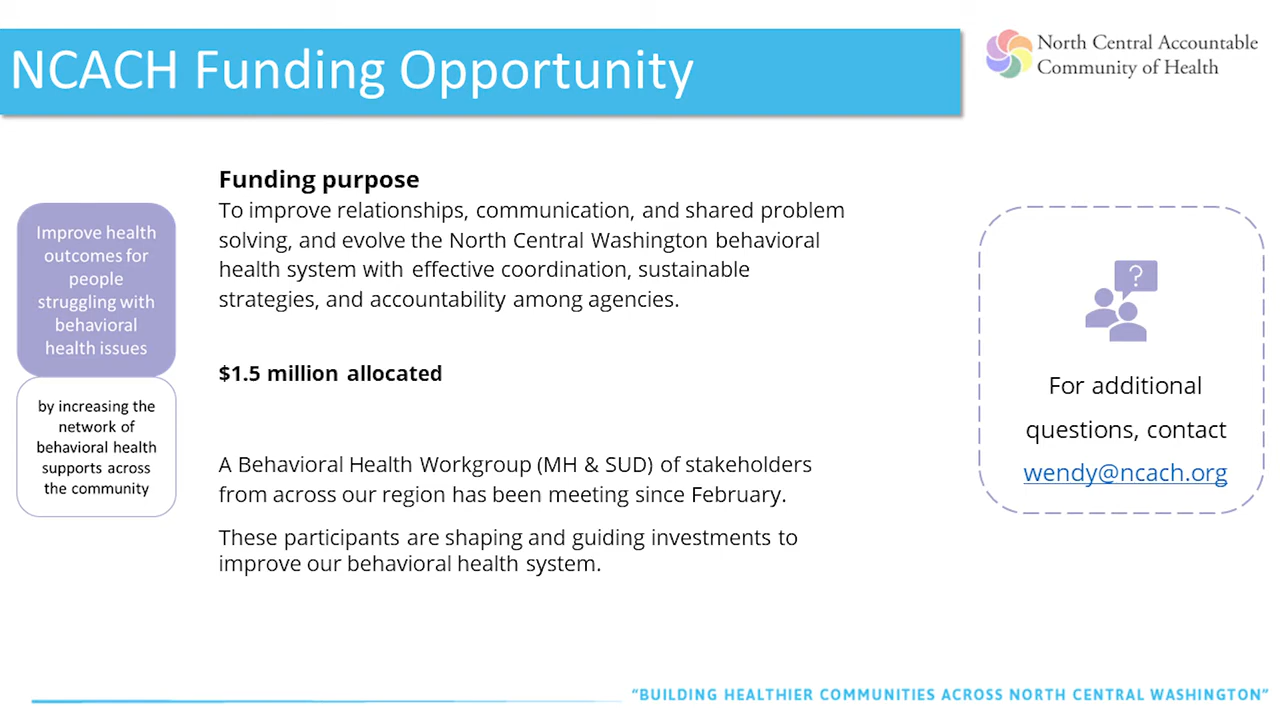 NCACH Funding Opportunity
North Central Accountable
Community of Health
Improve health
outcomes for
people
struggling with
behavioral
health issues
by increasing the
network of
behavioral health
supports across
the community
Funding purpose
To improve relationships, communication, and shared problem
solving, and evolve the North Central Washington behavioral
health system with effective coordination, sustainable
strategies, and accountability among agencies.
$1.5 million allocated
A Behavioral Health Workgroup (MH & SUD) of stakeholders
from across our region has been meeting since February.
These participants are shaping and guiding investments to
improve our behavioral health system.
?
For additional
questions, contact
wendy@ncach.org
“BUILDING HEALTHIER COMMUNITIES ACROSS NORTH CENTRAL WASHINGTON”